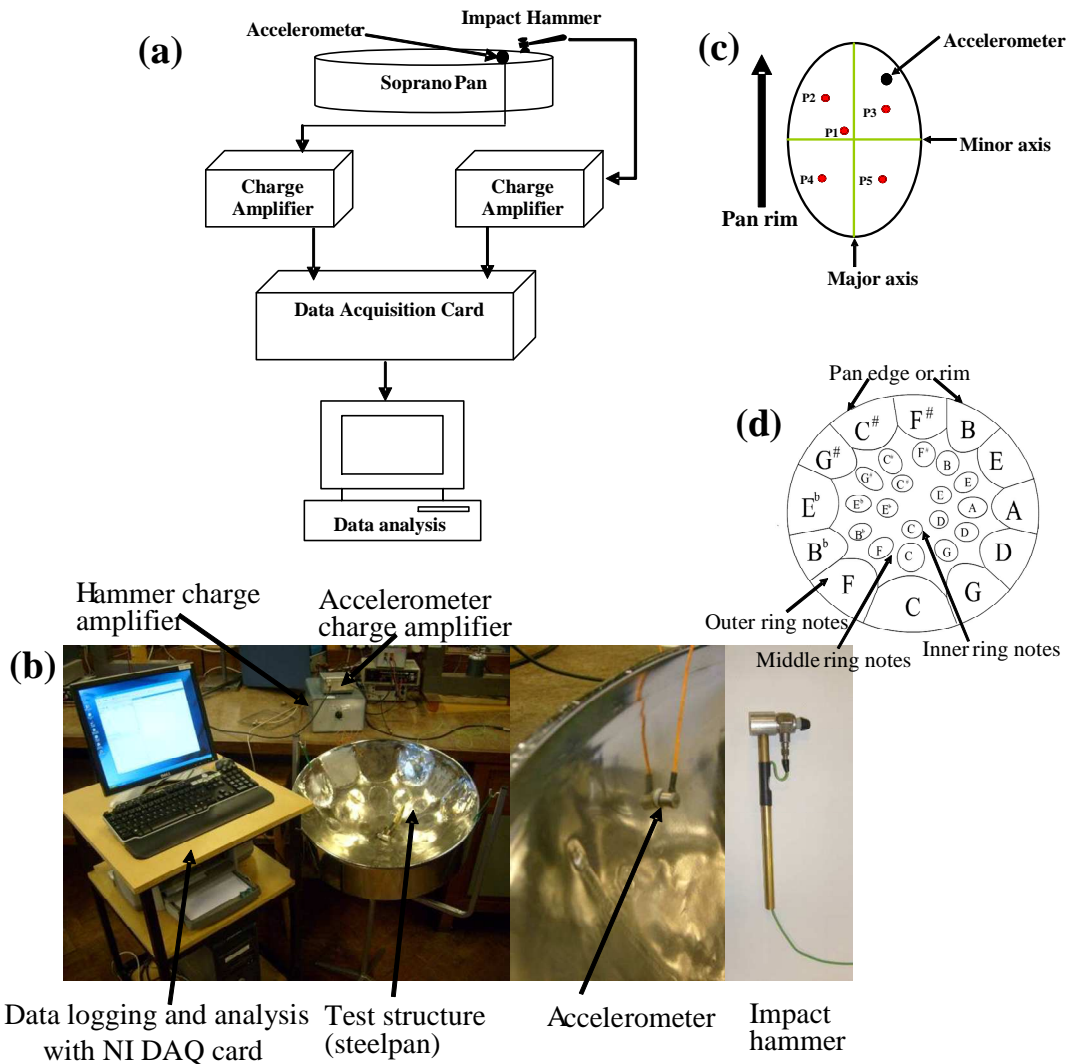 (a)
Impact Hammer
Accelerometer
Soprano Pan
Charge
Amplifier
Charge
Amplifier
Data Acquisition Card
Data analysis
(c)
Accelerometer
P2
P3
P1
Minor axis
P4
P5
Pan rim
Major axis
Pan edge or rim
(d)
C# F# B
G# E
E♭ A
B♭ D
F C G
C# F# B
G# C# E E
E♭ E♭ D A
B♭ C D
F C G
Outer ring notes
Middle ring notes
Inner ring notes
Hammer charge
amplifier
Accelerometer
charge amplifier
(b)
Data logging and analysis
with NI DAQ card
Test structure
(steelpan)
Accelerometer
Impact
hammer